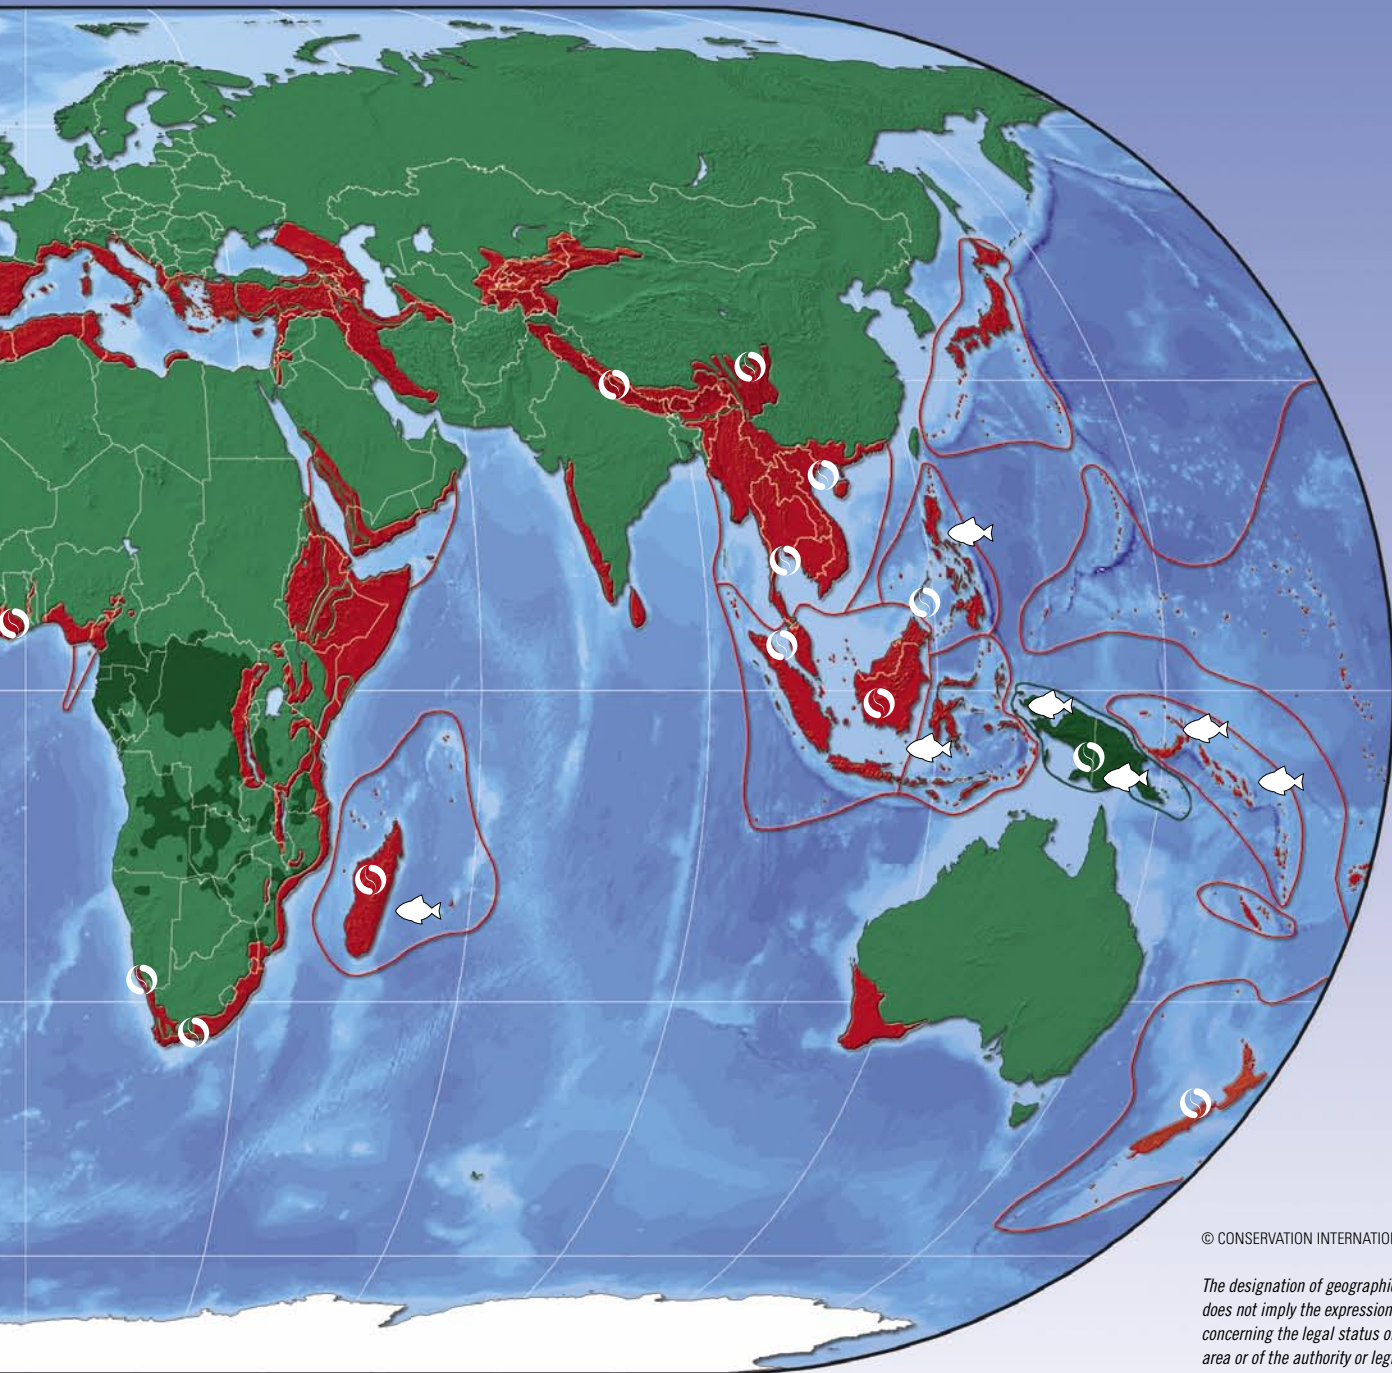 © CONSERVATION INTERNATIO
The designation of geographi
does not imply the expression
concerning the legal status o
area or of the authority or leg